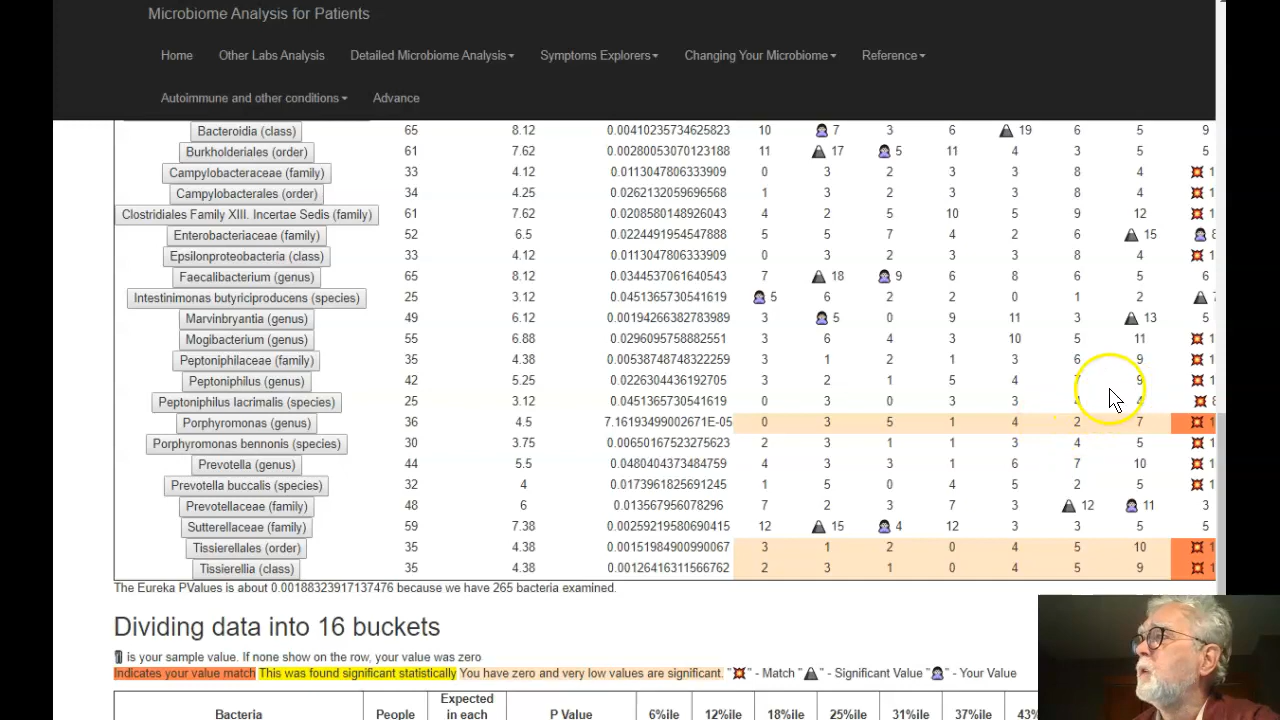 Microbiome Analysis for Patients
Home Other Labs Analysis Detailed Microbiome Analysis Symptoms Explorers Changing Your Microbiome Reference
Autoimmune and other conditions Advance
Bacteroidia (class) 65 8.12 0.00410235734625823 10 7 3 6 19 6 5 9
Burkholderiales (order) 61 7.62 0.00280053070123188 11 17 5 11 4 3 5 5
Campylobacteraceae (family) 33 4.12 0.0113047806333909 0 3 2 3 3 8 4
Campylobacterales (order) 34 4.25 0.0262132059696568 1 3 2 3 3 8 4
Clostridiales Family XIII. Incertae Sedis (family) 61 7.62 0.0208580148926043 4 2 5 10 5 9 12
Enterobacteriaceae (family) 52 6.5 0.0224491954547888 5 5 7 4 2 6 15 8
Epsilonproteobacteria (class) 33 4.12 0.0113047806333909 0 3 2 3 3 8 4
Faecalibacterium (genus) 65 8.12 0.0344537061640543 7 18 9 6 8 6 5 6
Intestinimonas butyriciproducens (species) 25 3.12 0.0451365730541619 5 6 2 2 0 1 2
Marvinbryantia (genus) 49 6.12 0.00194266382783989 3 5 0 9 11 3 13 5
Mogibacterium (genus) 55 6.88 0.0296095758882551 3 6 4 3 10 5 11
Peptoniphilaceae (family) 35 4.38 0.00538748748322259 3 1 2 1 3 6 9
Peptoniphilus (genus) 42 5.25 0.0226304436192705 3 2 1 5 4 7 9
Peptoniphilus lacrimalis (species) 25 3.12 0.0451365730541619 3 0 0 3 3 4 4 8
Porphyromonas (genus) 36 4.5 7.16193499002671E-05 0 3 5 1 4 2 7
Porphyromonas bennonis (species) 30 3.75 0.00650167523275623 2 3 1 1 3 4 5
Prevotella (genus) 44 5.5 0.0480404373484759 4 3 3 1 6 7 10
Prevotella buccalis (species) 32 4 0.0173961825691245 1 5 0 4 5 2 5
Prevotellaceae (family) 48 6 0.013567956078296 7 2 3 7 3 12 11 3
Sutterellaceae (family) 59 7.38 0.00259219580690415 12 15 4 12 3 3 5 5
Tissierellales (order) 35 4.38 0.00151984900990067 3 1 2 0 4 5 10
Tissierellia (class) 35 4.38 0.00126416311566762 2 3 1 0 4 5 9
The Eureka PValues is about 0.00188323917137476 because we have 265 bacteria examined.
Dividing data into 16 buckets
is your sample value. If none show on the row, your value was zero
Indicates your value match This was found significant statistically You have zero and very low values are significant. "💥" - Match "" - Significant Value "" - Your Value
Bacteria People Expected in each P Value 6%ile 12%ile 18%ile 25%ile 31%ile 37%ile